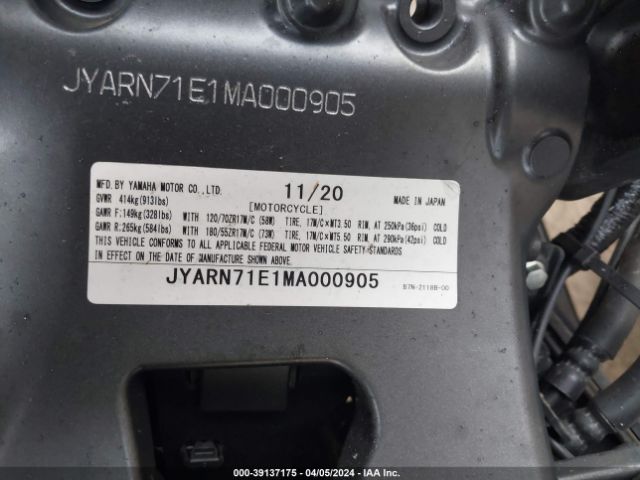 JYARN71E1MA000905
MFD. BY YAMAHA MOTOR CO., LTD. 11/20 MADE IN JAPAN
GVWR 414kg(913lbs) [MOTORCYCLE]
GAWR F:149kg(328lbs) WITH 120/70ZR17M/C (58W) TIRE, 17M/C×MT3.50 RIM, AT 250kPa(36psi) COLD
GAWR R:265kg(584lbs) WITH 180/55ZR17M/C (73W) TIRE, 17M/C×MT5.50 RIM, AT 290kPa(42psi) COLD
THIS VEHICLE CONFORMS TO ALL APPLICABLE FEDERAL MOTOR VEHICLE SAFETY STANDARDS
IN EFFECT ON THE DATE OF MANUFACTURE SHOWN ABOVE.
JYARN71E1MA000905 B7N-2118B-00
000-39137175 - 04/05/2024 - IAA Inc.